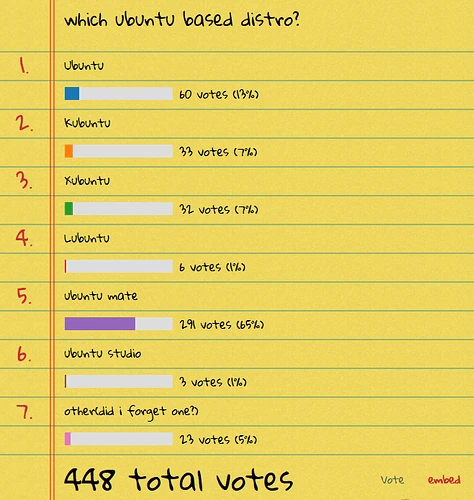 which ubuntu based distro?
1. Ubuntu
60 votes (13%)
2. Kubuntu
33 votes (7%)
3. Xubuntu
32 votes (7%)
4. Lubuntu
6 votes (1%)
5. ubuntu mate
291 votes (65%)
6. ubuntu studio
3 votes (1%)
7. other(did i forget one?)
23 votes (5%)
448 total votes
Vote embed